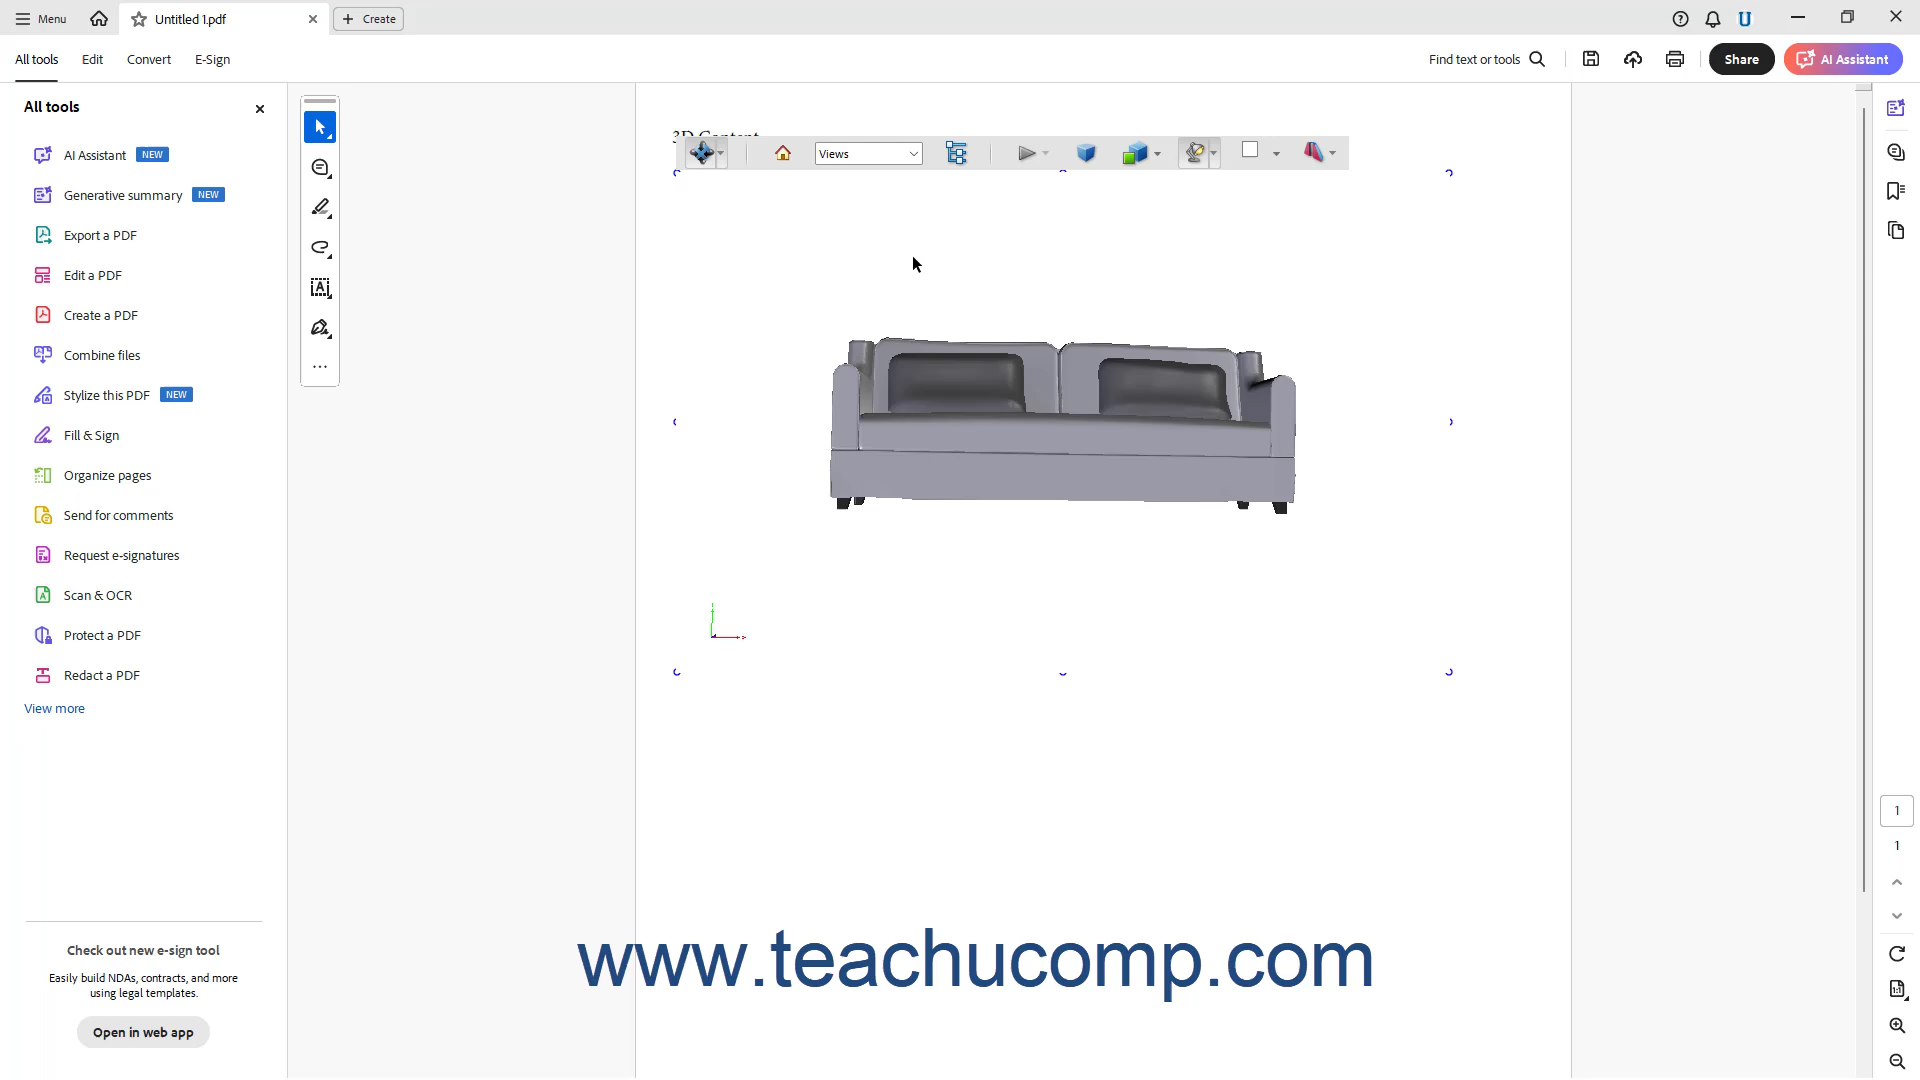 Menu
Untitled 1.pdf
Create
All tools
Edit
Convert
E-Sign
Find text or tools
Share
AI Assistant
All tools
AI Assistant NEW
Generative summary NEW
Export a PDF
Edit a PDF
Create a PDF
Combine files
Stylize this PDF NEW
Fill & Sign
Organize pages
Send for comments
Request e-signatures
Scan & OCR
Protect a PDF
Redact a PDF
View more
Check out new e-sign tool
Easily build NDAs, contracts, and more
using legal templates.
Open in web app
3D Content
Views
1
1
www.teachucomp.com